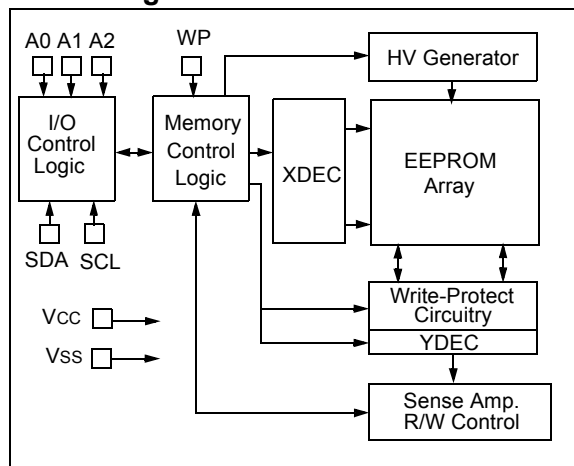 A0 A1 A2
WP
HV Generator
I/O
Control
Logic
Memory
Control
Logic
XDEC
EEPROM
Array
SDA
SCL
Write-Protect
Circuitry
YDEC
VCC
VSS
Sense Amp.
R/W Control